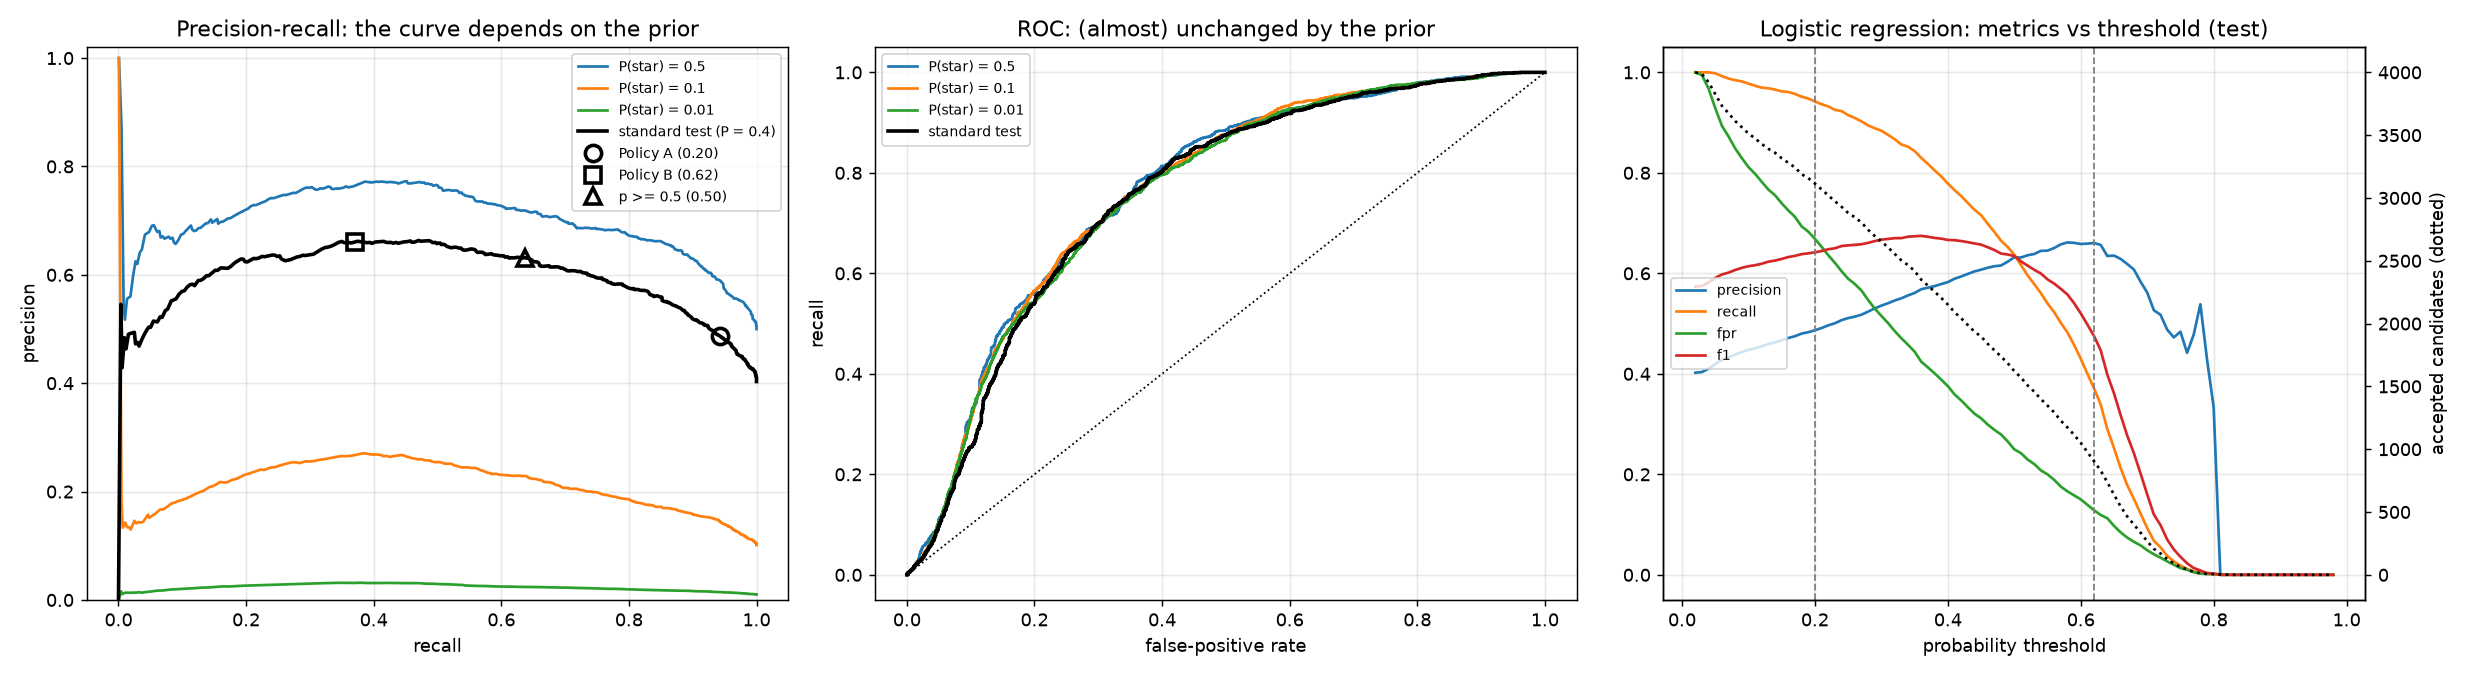 Precision-recall: the curve depends on the prior
1.0
0.8
0.6
0.4
0.2
0.0
precision
0.0 0.2 0.4 0.6 0.8 1.0
recall
P(star) = 0.5
P(star) = 0.1
P(star) = 0.01
standard test (P = 0.4)
Policy A (0.20)
Policy B (0.62)
p >= 0.5 (0.50)
ROC: (almost) unchanged by the prior
1.0
0.8
0.6
0.4
0.2
0.0
recall
0.0 0.2 0.4 0.6 0.8 1.0
false-positive rate
P(star) = 0.5
P(star) = 0.1
P(star) = 0.01
standard test
Logistic regression: metrics vs threshold (test)
1.0
0.8
0.6
0.4
0.2
0.0
0.0 0.2 0.4 0.6 0.8 1.0
probability threshold
precision
recall
fpr
f1
4000
3500
3000
2500
2000
1500
1000
500
0
accepted candidates (dotted)